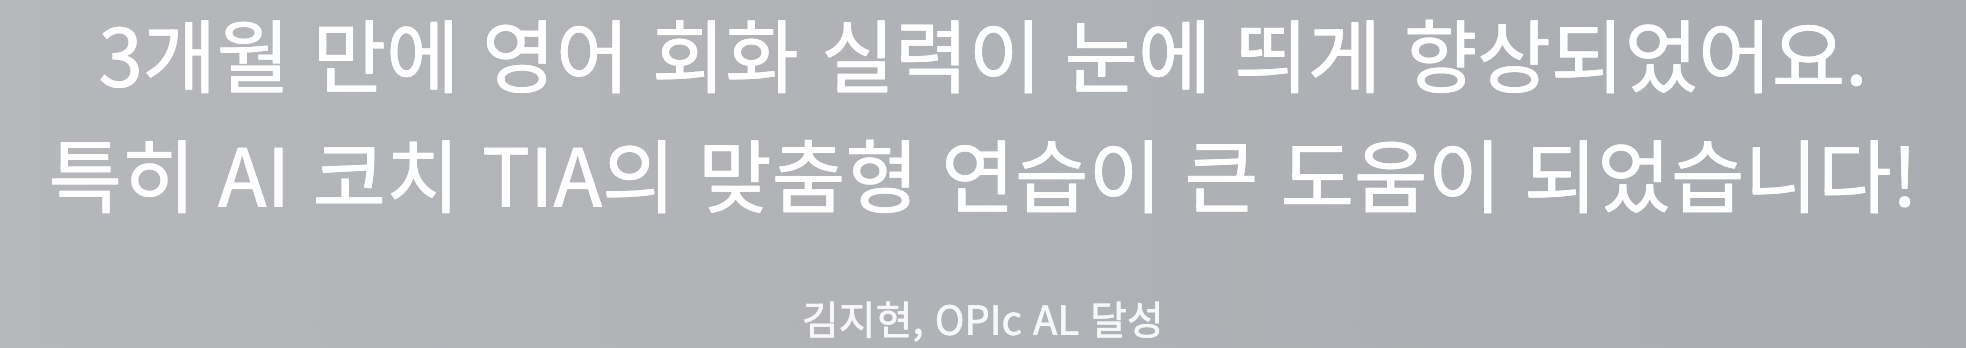 3개월 만에 영어 회화 실력이 눈에 띄게 향상되었어요.
특히 AI 코치 TIA의 맞춤형 연습이 큰 도움이 되었습니다!
김지현, OPIc AL 달성